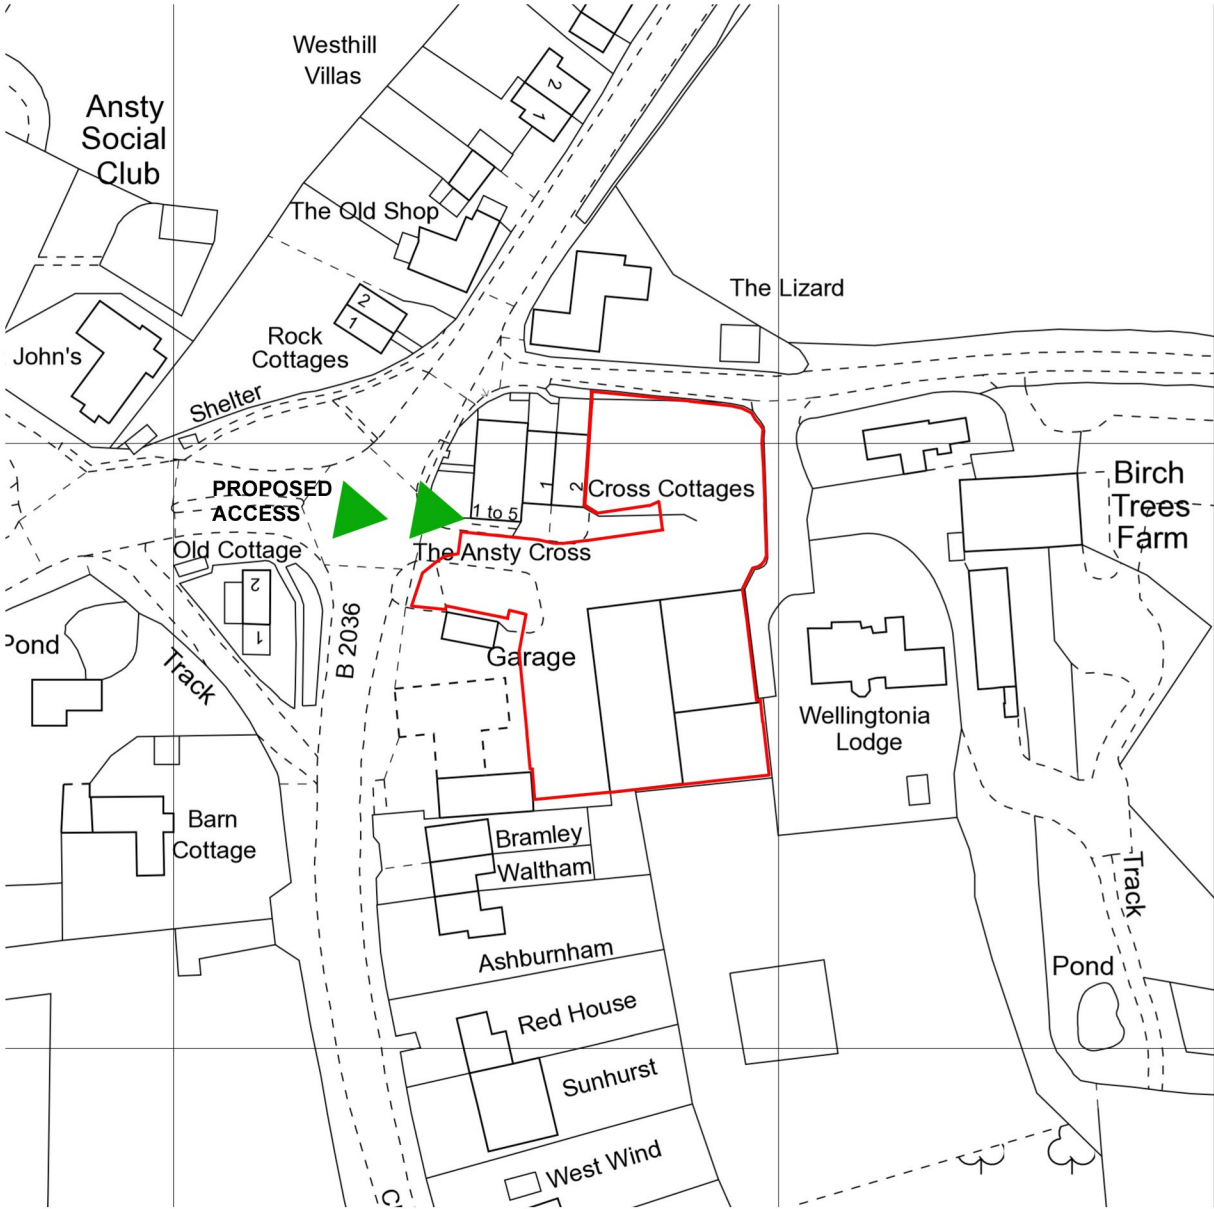 Westhill
Villas
2
1
Ansty
Social
Club
The Old Shop
The Lizard
2
1
Rock
Cottages
John's
Shelter
Birch
Trees
Farm
PROPOSED
ACCESS
1
2
Cross Cottages
1 to 5
Old Cottage
The Ansty Cross
2
1
B 2036
Pond
Track
Garage
Wellingtonia
Lodge
Barn
Cottage
Bramley
Waltham
Track
Ashburnham
Pond
Red House
Sunhurst
West Wind